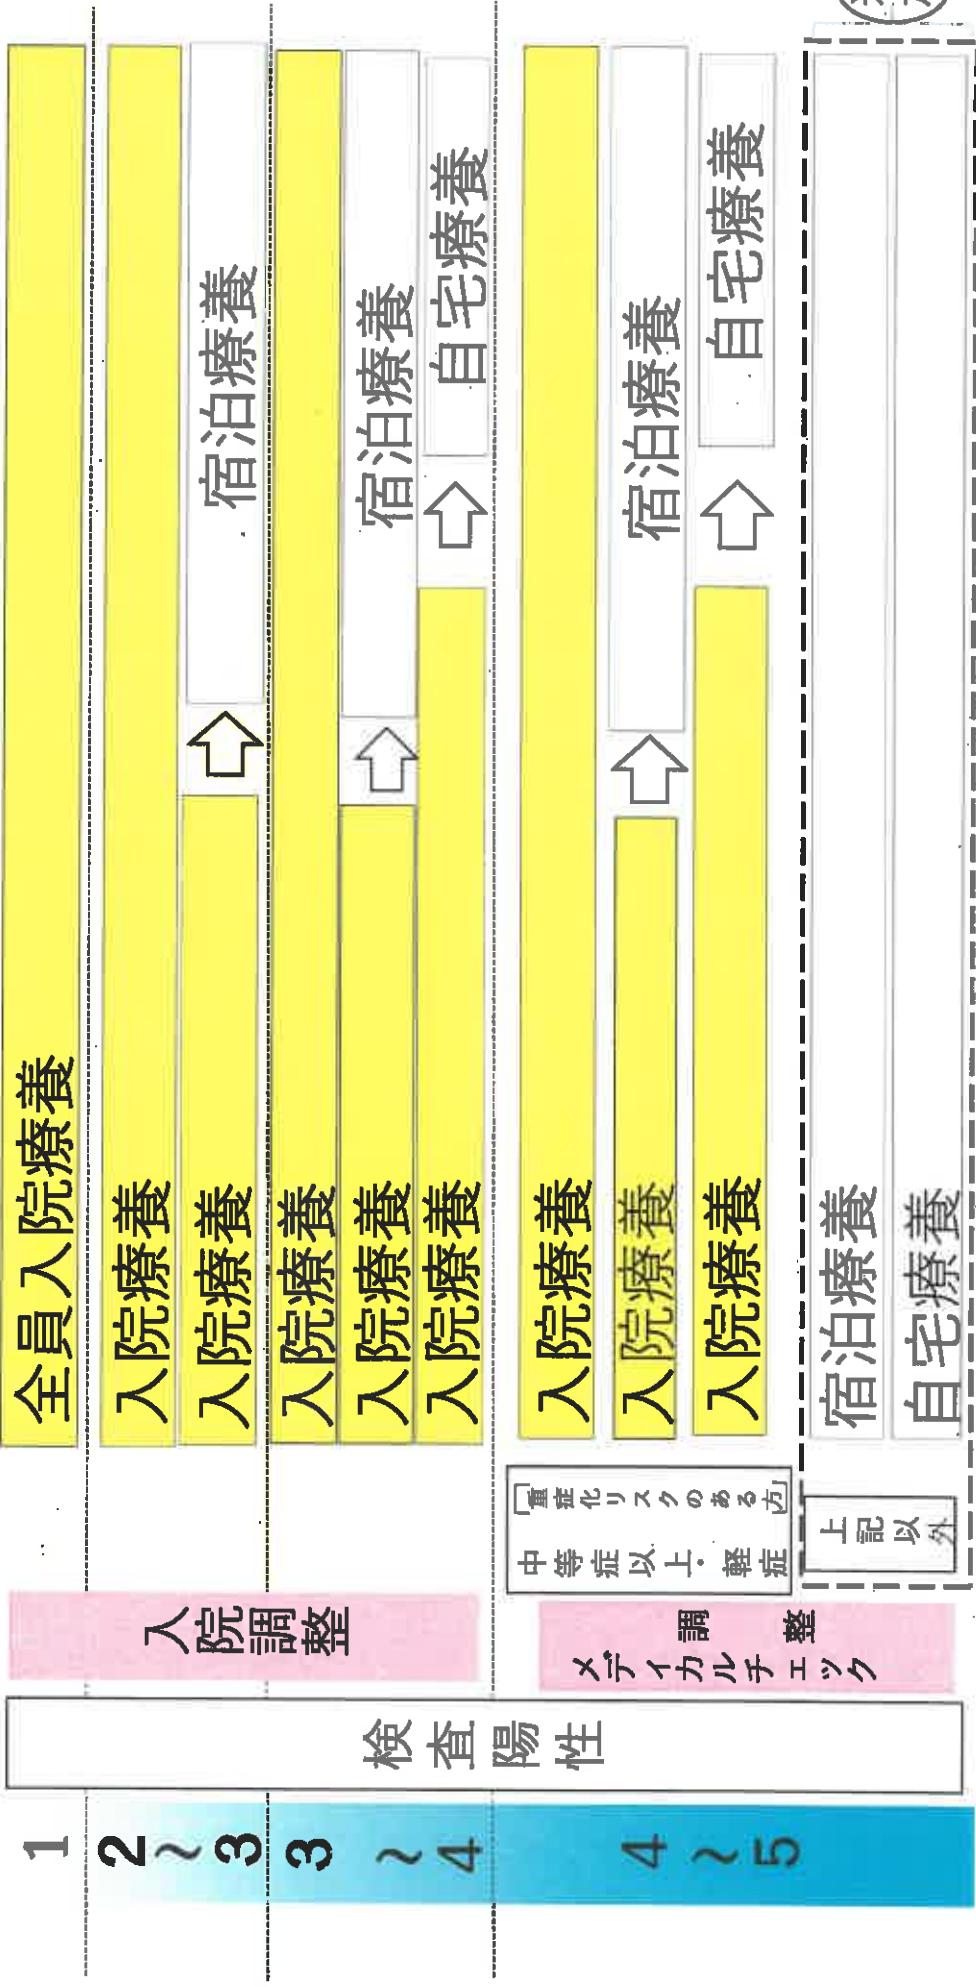 1
2～3
3～4
4～5
検査陽性
入院調整
メディカルチェック
調整
中等症以上・軽症
「重症化リスクのある方」
上記以外
全員入院療養
入院療養
入院療養
宿泊療養
入院療養
入院療養
宿泊療養
入院療養
自宅療養
入院療養
入院療養
宿泊療養
入院療養
自宅療養
宿泊療養
自宅療養